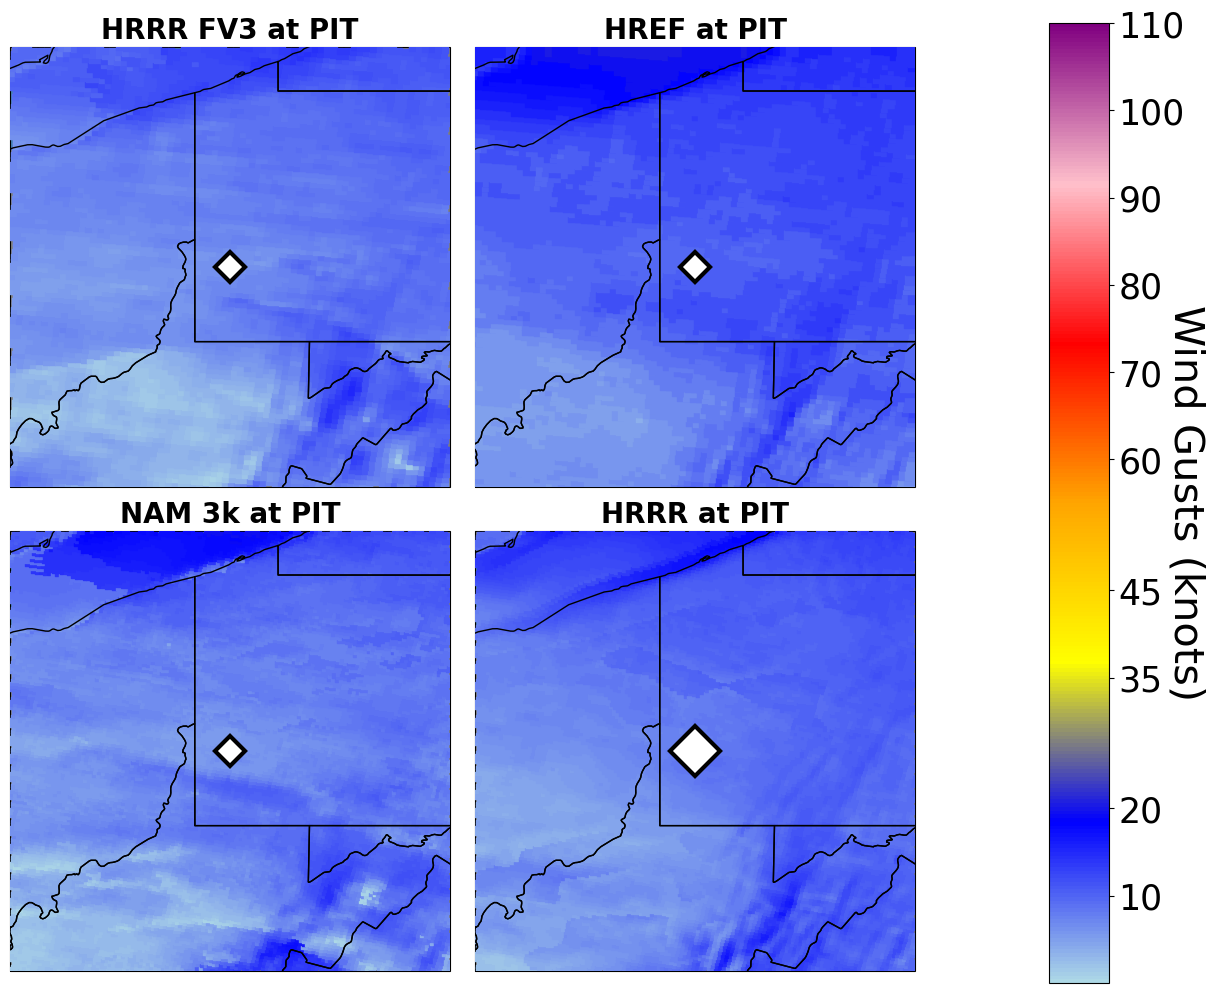 HRRR FV3 at PIT
HREF at PIT
NAM 3k at PIT
HRRR at PIT
110
100
90
80
70
60
45
35
20
10
Wind Gusts (knots)